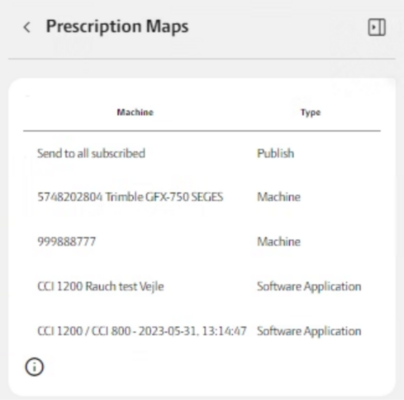 Prescription Maps
Machine Type
Send to all subscribed Publish
5748202804 Trimble GFX-750 SEGES Machine
999888777 Machine
CCI 1200 Rauch test Vejle Software Application
CCI 1200 / CCI 800 - 2023-05-31, 13:14:47 Software Application